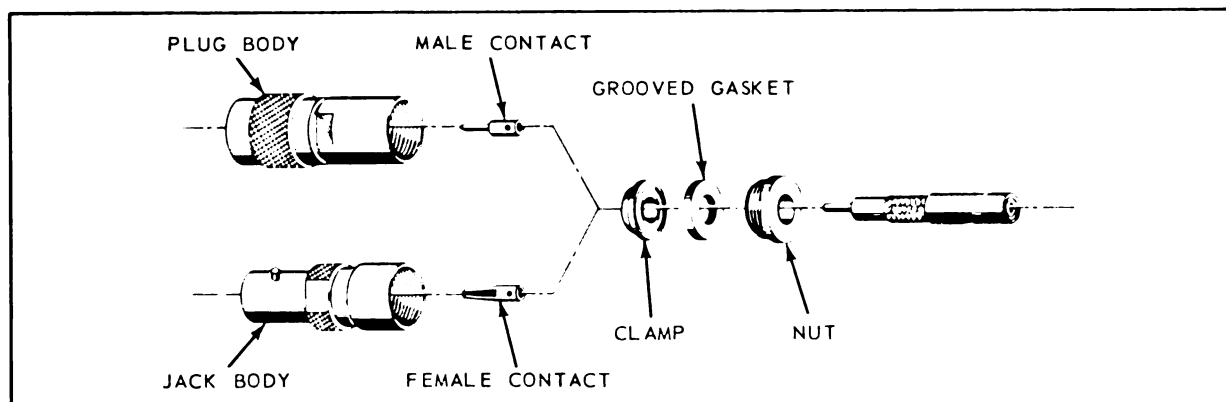 PLUG BODY
MALE CONTACT
GROOVED GASKET
CLAMP
NUT
JACK BODY
FEMALE CONTACT